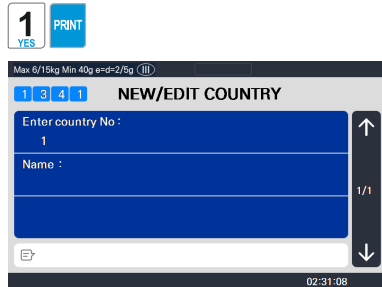 1
YES
PRINT
Max 6/15kg Min 40g e=d=2/5g (III)
1 3 4 1 NEW/EDIT COUNTRY
Enter country No :
1
Name :
1/1
02:31:08